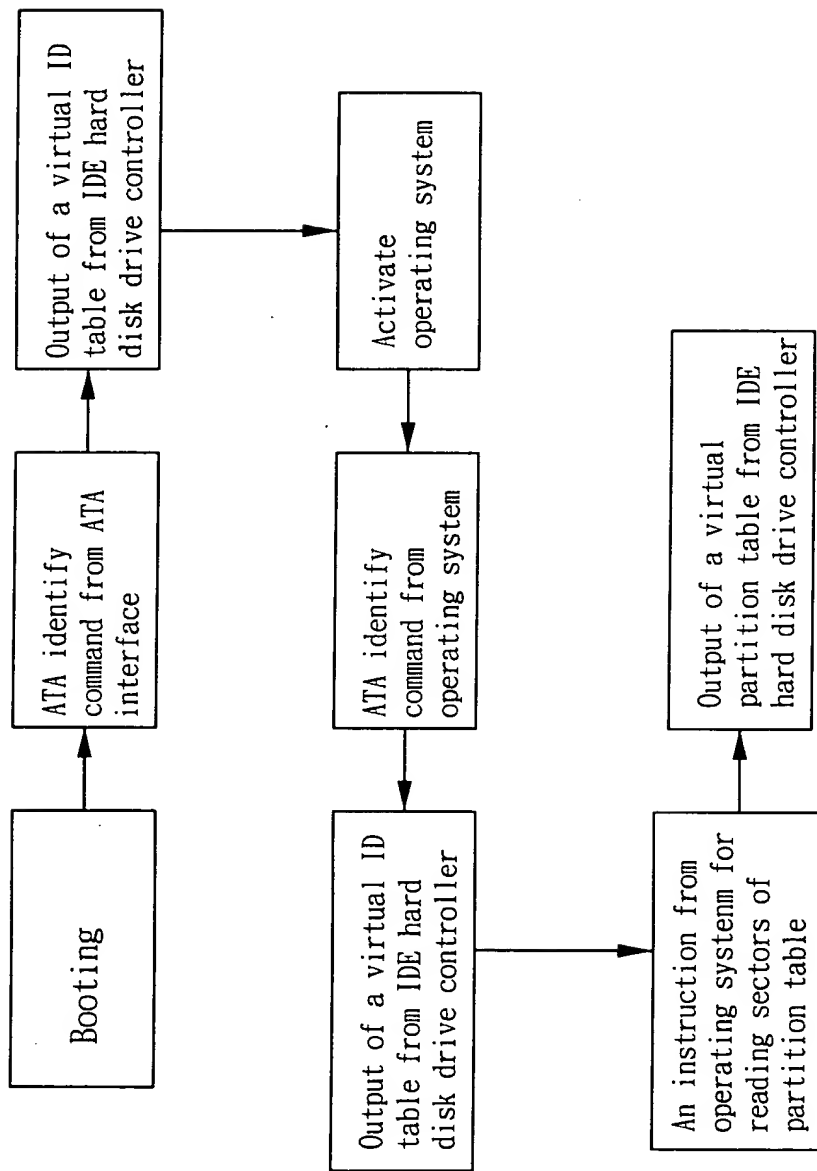 Booting
ATA identify
command from ATA
interface
Output of a virtual ID
table from IDE hard
disk drive controller
Activate
operating system
ATA identify
command from
operating system
Output of a virtual ID
table from IDE hard
disk drive controller
An instruction from
operating systenm for
reading sectors of
partition table
Output of a virtual
partition table from IDE
hard disk drive controller